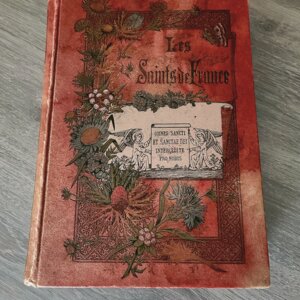 Les
Saints de France
OMNES SANCTI
ET SANCTAE DEI
INTERCEDITE
PRO NOBIS